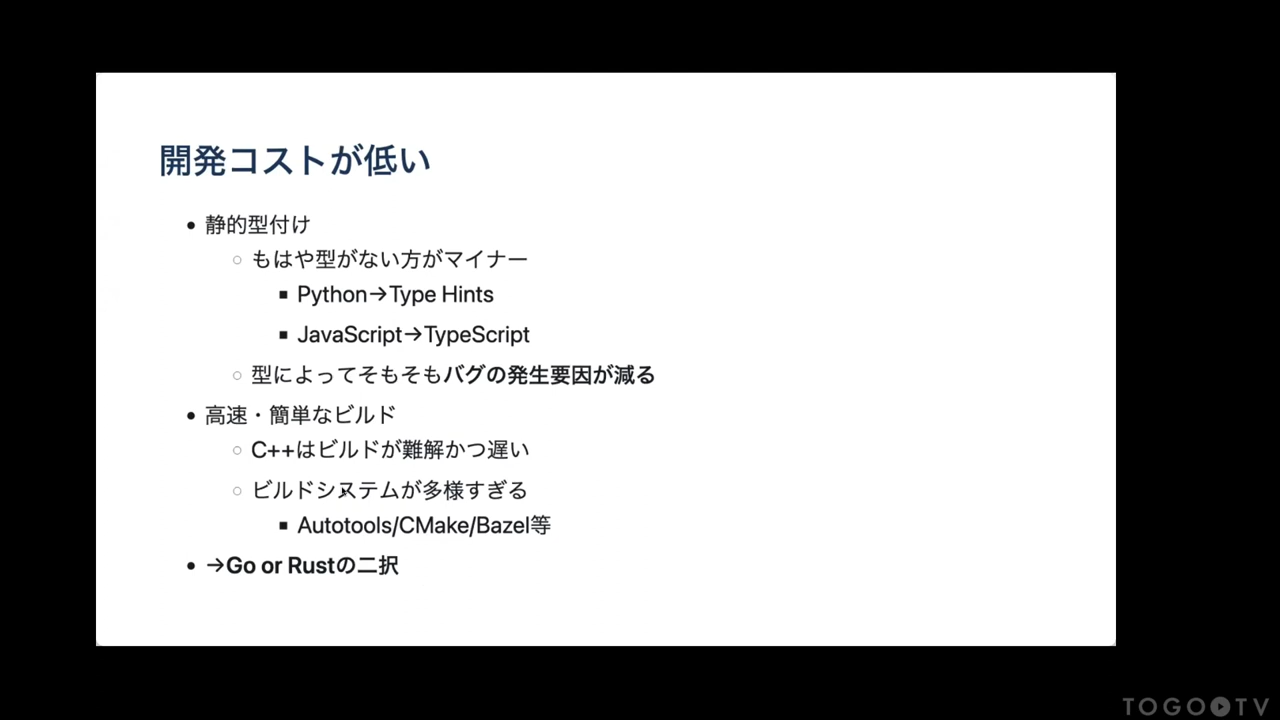 開発コストが低い
• 静的型付け
○ もはや型がない方がマイナー
■ Python→Type Hints
■ JavaScript→TypeScript
○ 型によってそもそもバグの発生要因が減る
• 高速・簡単なビルド
○ C++はビルドが難解かつ遅い
○ ビルドシステムが多様すぎる
■ Autotools/CMake/Bazel等
• →Go or Rustの二択
TOGO TV